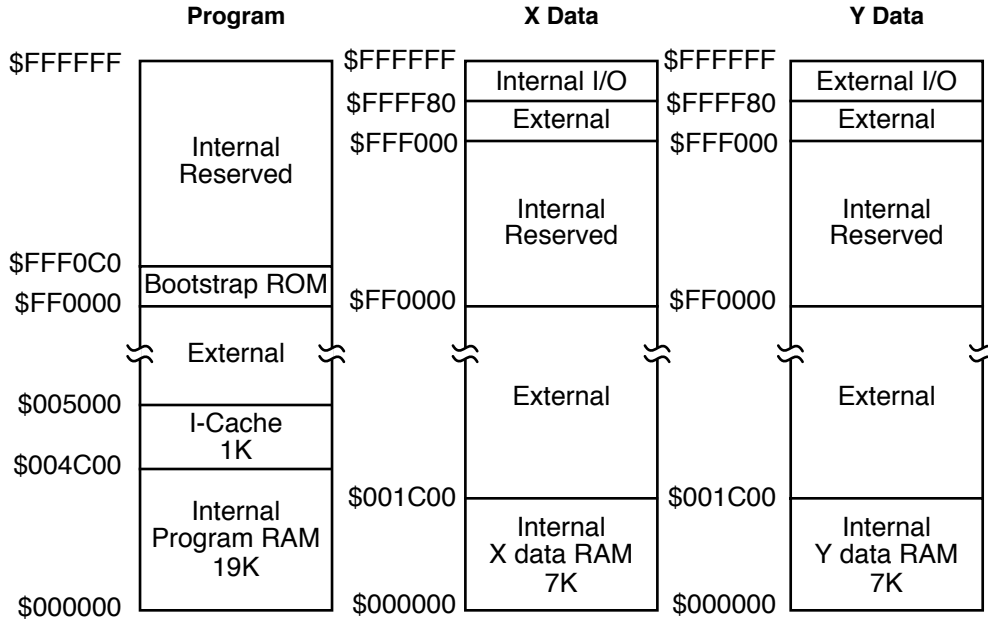 Program
X Data
Y Data
$FFFFFF
Internal
Reserved
$FFF0C0
Bootstrap ROM
$FF0000
External
$005000
I-Cache
1K
$004C00
Internal
Program RAM
19K
$000000
$FFFFFF
Internal I/O
$FFFF80
External
$FFF000
Internal
Reserved
$FF0000
External
$001C00
Internal
X data RAM
7K
$000000
$FFFFFF
External I/O
$FFFF80
External
$FFF000
Internal
Reserved
$FF0000
External
$001C00
Internal
Y data RAM
7K
$000000